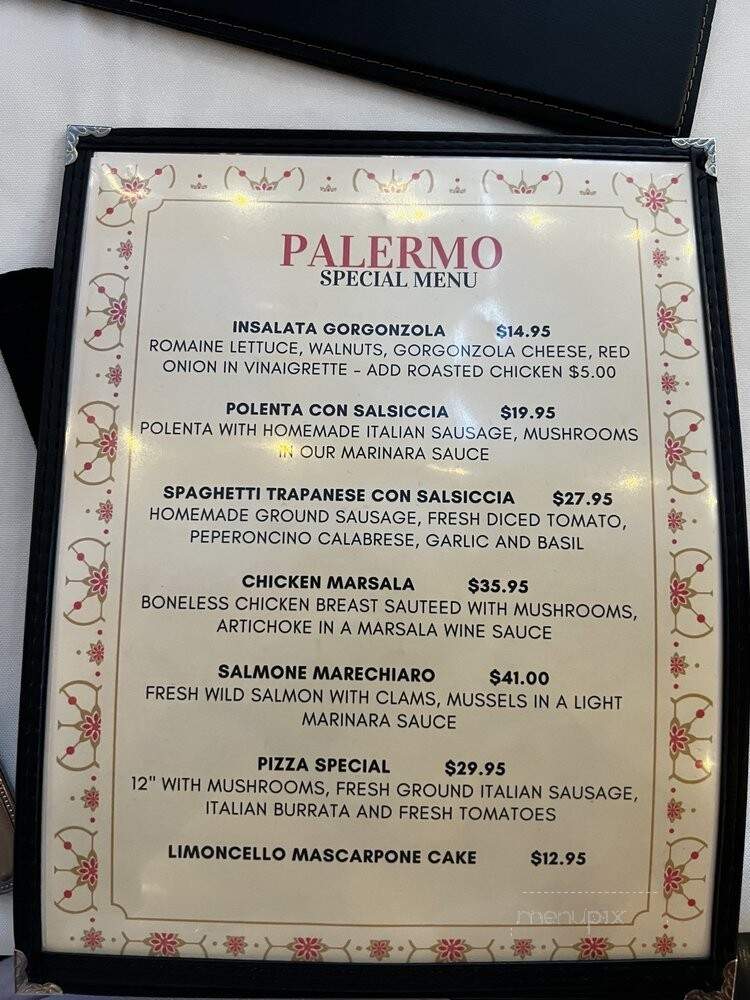 PALERMO
SPECIAL MENU
INSALATA GORGONZOLA $14.95
ROMAINE LETTUCE, WALNUTS, GORGONZOLA CHEESE, RED
ONION IN VINAIGRETTE - ADD ROASTED CHICKEN $5.00
POLENTA CON SALSICCIA $19.95
POLENTA WITH HOMEMADE ITALIAN SAUSAGE, MUSHROOMS
IN OUR MARINARA SAUCE
SPAGHETTI TRAPANESE CON SALSICCIA $27.95
HOMEMADE GROUND SAUSAGE, FRESH DICED TOMATO,
PEPERONCINO CALABRESE, GARLIC AND BASIL
CHICKEN MARSALA $35.95
BONELESS CHICKEN BREAST SAUTEED WITH MUSHROOMS,
ARTICHOKE IN A MARSALA WINE SAUCE
SALMONE MARECHIARO $41.00
FRESH WILD SALMON WITH CLAMS, MUSSELS IN A LIGHT
MARINARA SAUCE
PIZZA SPECIAL $29.95
12" WITH MUSHROOMS, FRESH GROUND ITALIAN SAUSAGE,
ITALIAN BURRATA AND FRESH TOMATOES
LIMONCELLO MASCARPONE CAKE $12.95
menupix